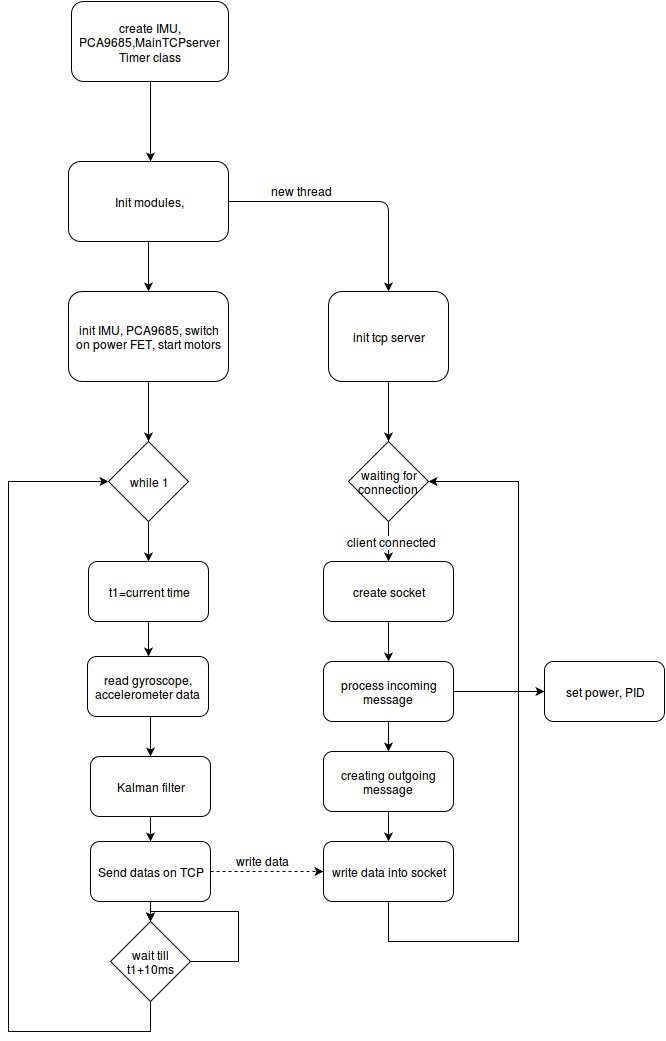 create IMU,
PCA9685,MainTCPserver
Timer class
Init modules,
new thread
init IMU, PCA9685, switch
on power FET, start motors
init tcp server
while 1
waiting for
connection
client connected
t1=current time
create socket
read gyroscope,
accelerometer data
process incoming
message
set power, PID
Kalman filter
creating outgoing
message
Send datas on TCP
write data
write data into socket
wait till
t1+10ms